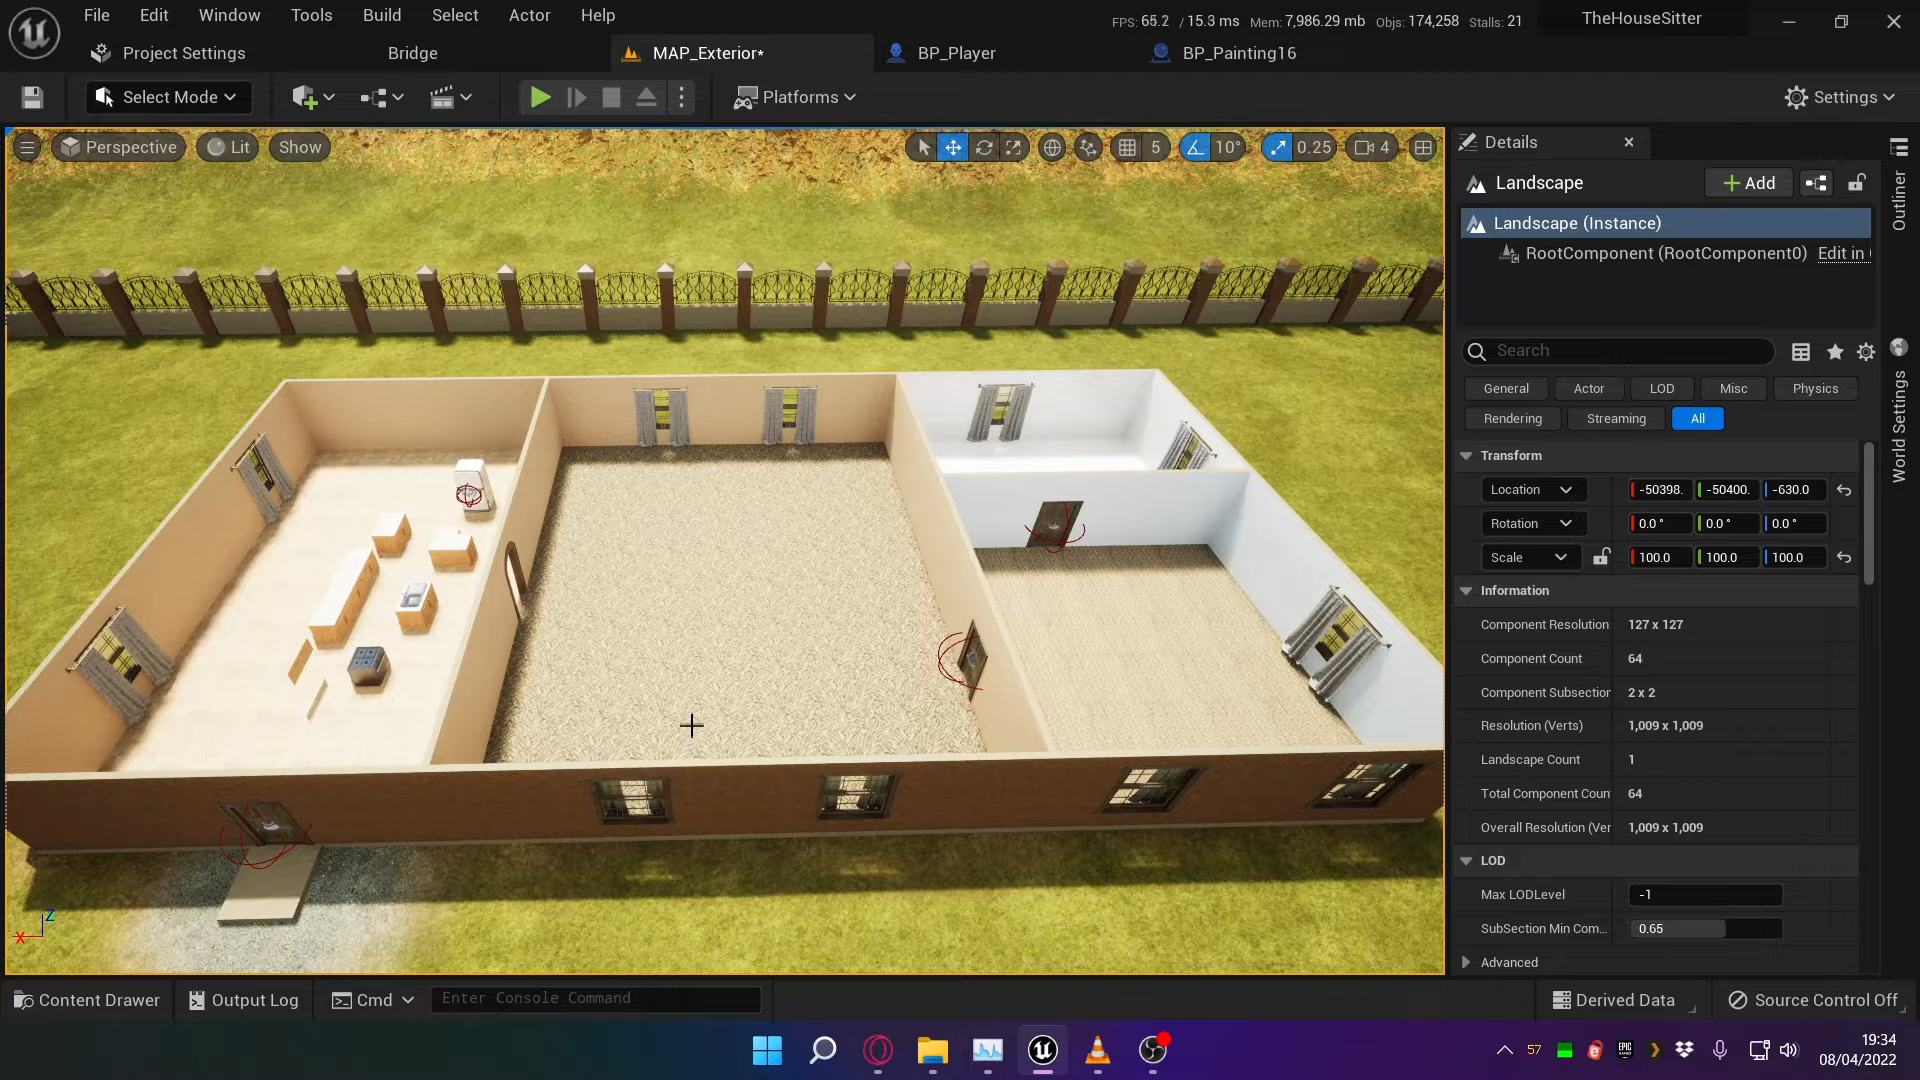 File Edit Window Tools Build Select Actor Help
FPS: 65.2 / 15.3 ms Mem: 7,986.29 mb Objs: 174,258 Stalls: 21
TheHouseSitter
Project Settings
Bridge
MAP_Exterior*
BP_Player
BP_Painting16
Select Mode
Platforms
Settings
Perspective
Lit
Show
5
10°
0.25
4
Details
Landscape
Add
Landscape (Instance)
RootComponent (RootComponent0) Edit in
Search
General Actor LOD Misc Physics
Rendering Streaming All
Transform
Location -50398. -50400. -630.0
Rotation 0.0 ° 0.0 ° 0.0 °
Scale 100.0 100.0 100.0
Information
Component Resolution 127 x 127
Component Count 64
Component Subsection 2 x 2
Resolution (Verts) 1,009 x 1,009
Landscape Count 1
Total Component Coun 64
Overall Resolution (Ver 1,009 x 1,009
LOD
Max LODLevel -1
SubSection Min Com... 0.65
Advanced
Outliner
World Settings
Z
X
Content Drawer
Output Log
Cmd
Enter Console Command
Derived Data
Source Control Off
57
EPIC
19:34
08/04/2022